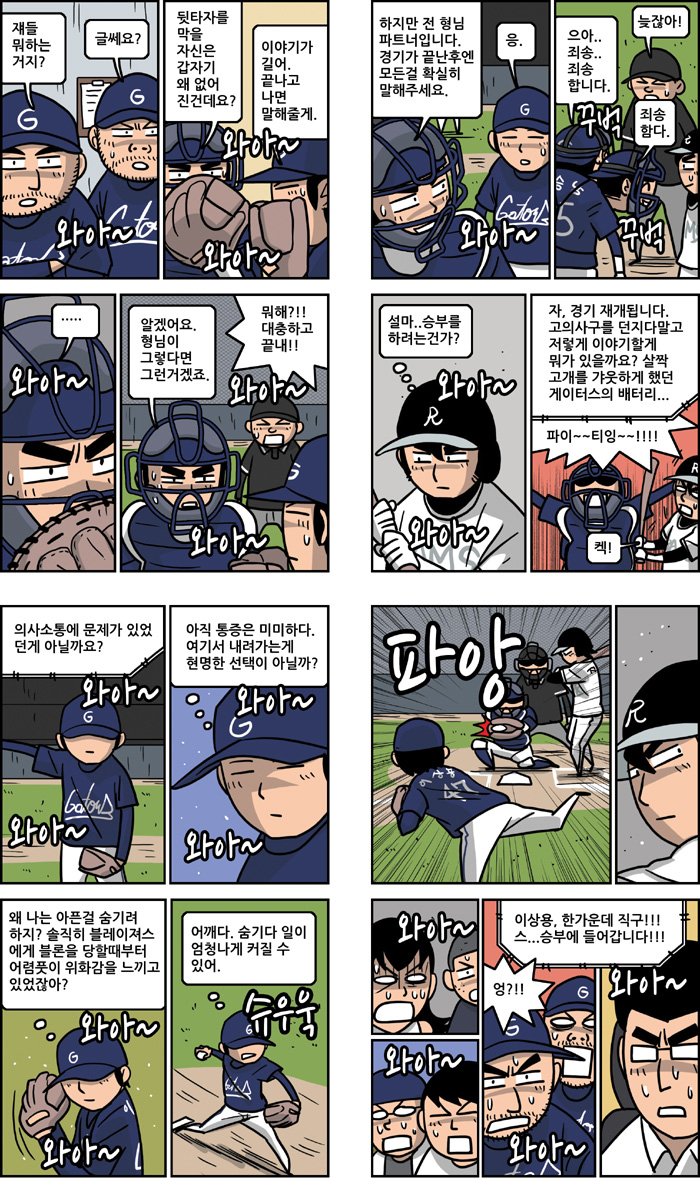 쟤들
뭐하는
거지?
글쎄요?
G
Gators
와아~
뒷타자를
막을
자신은
갑자기
왜 없어
진건데요?
이야기가
길어.
끝나고
나면
말해줄게.
와아~
와아~
하지만 전 형님
파트너입니다.
경기가 끝난후엔
모든걸 확실히
말해주세요.
응.
G
Gators
와아~
늦잖아!
으아..
죄송..
죄송
합니다.
꾸벅
죄송
함다.
꾸벅
5
.....
와아~
알겠어요.
형님이
그렇다면
그런거겠죠.
뭐해?!!
대충하고
끝내!!
와아~
와아~
설마..승부를
하려는건가?
와아~
R
와아~
자, 경기 재개됩니다.
고의사구를 던지다말고
저렇게 이야기할게
뭐가 있을까요? 살짝
고개를 갸웃하게 했던
게이터스의 배터리...
파이~~티잉~~!!!!
R
켁!
의사소통에 문제가 있었
던게 아닐까요?
와아~
G
Gators
와아~
아직 통증은 미미하다.
여기서 내려가는게
현명한 선택이 아닐까?
와아~
G
와아~
파앙
이상용
47
R
왜 나는 아픈걸 숨기려
하지? 솔직히 블레이져스
에게 블론을 당할때부터
어렴풋이 위화감을 느끼고
있었잖아?
와아~
G
와아~
어깨다. 숨기다 일이
엄청나게 커질 수
있어.
슈우욱
G
와아~
와아~
이상용, 한가운데 직구!!!
스...승부에 들어갑니다!!!
엉?!!
G
G
와아~
와아~